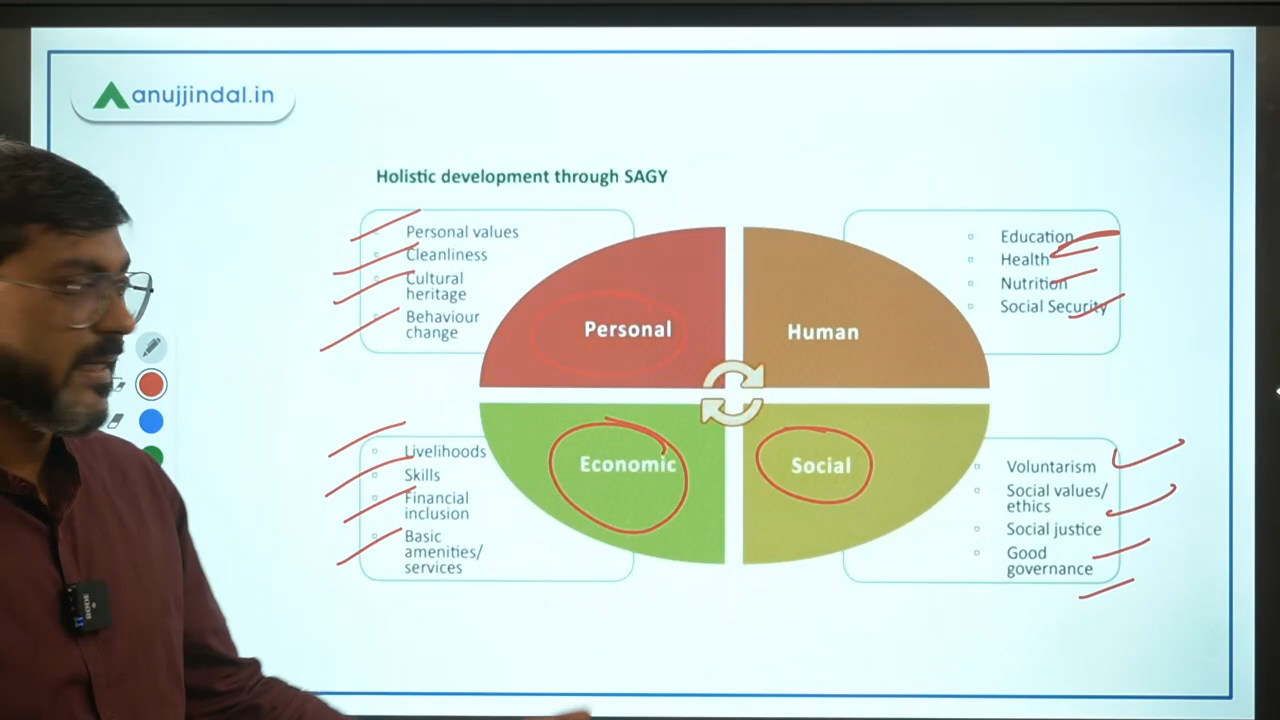 anujjindal.in
Holistic development through SAGY
Personal values
Cleanliness
Cultural
heritage
Behaviour
change
Personal
Human
Education
Health
Nutrition
Social Security
Livelihoods
Skills
Financial
inclusion
Basic
amenities/
services
Economic
Social
Voluntarism
Social values/
ethics
Social justice
Good
governance